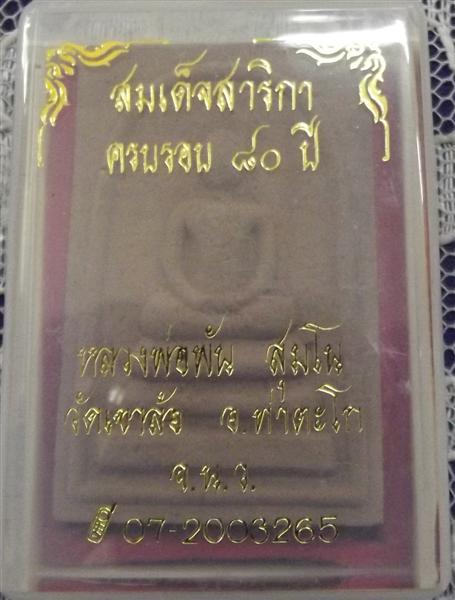 สมเด็จสาริกา
ครบรอบ ๘๐ ปี
หลวงพ่อพัน สมุโน
วัดเขาล้อ อ.ท่าตะโก
จ.น.ว.
07-2003265